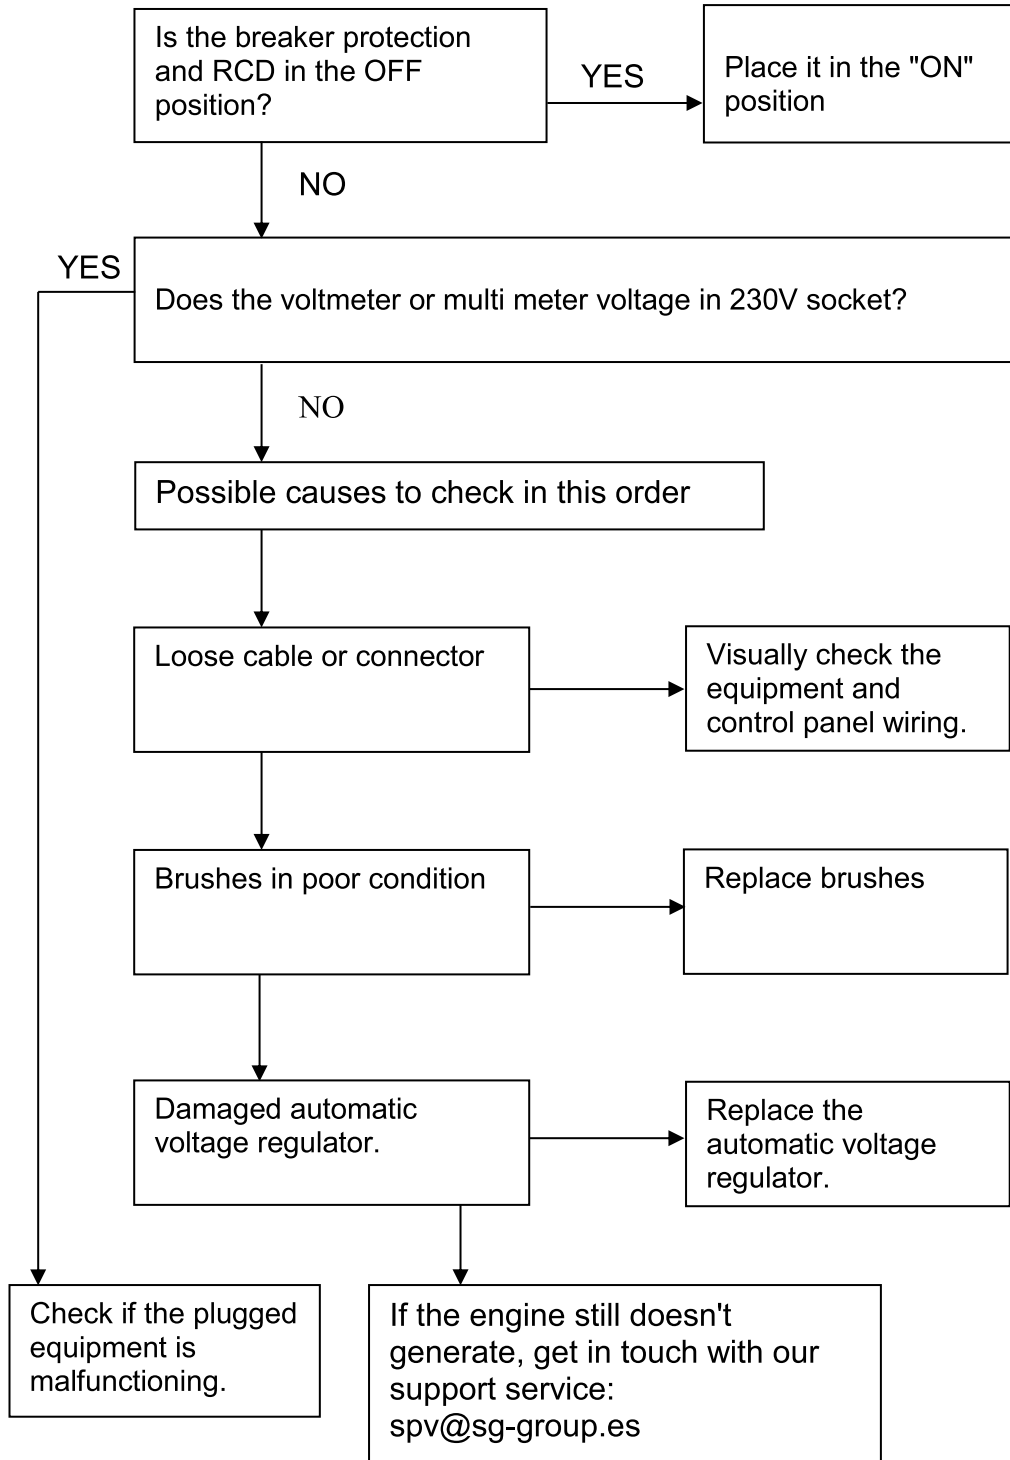 Is the breaker protection
and RCD in the OFF
position?
YES
Place it in the "ON"
position
NO
YES
Does the voltmeter or multi meter voltage in 230V socket?
NO
Possible causes to check in this order
Loose cable or connector
Visually check the
equipment and
control panel wiring.
Brushes in poor condition
Replace brushes
Damaged automatic
voltage regulator.
Replace the
automatic voltage
regulator.
Check if the plugged
equipment is
malfunctioning.
If the engine still doesn't
generate, get in touch with our
support service:
spv@sg-group.es